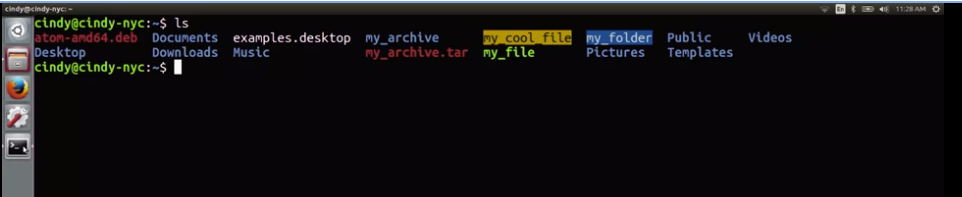 cindy@cindy-nyc: ~
En
11:28 AM
cindy@cindy-nyc:~$ ls
atom-amd64.deb Documents examples.desktop my_archive my_cool_file my_folder Public Videos
Desktop Downloads Music my_archive.tar my_file Pictures Templates
cindy@cindy-nyc:~$